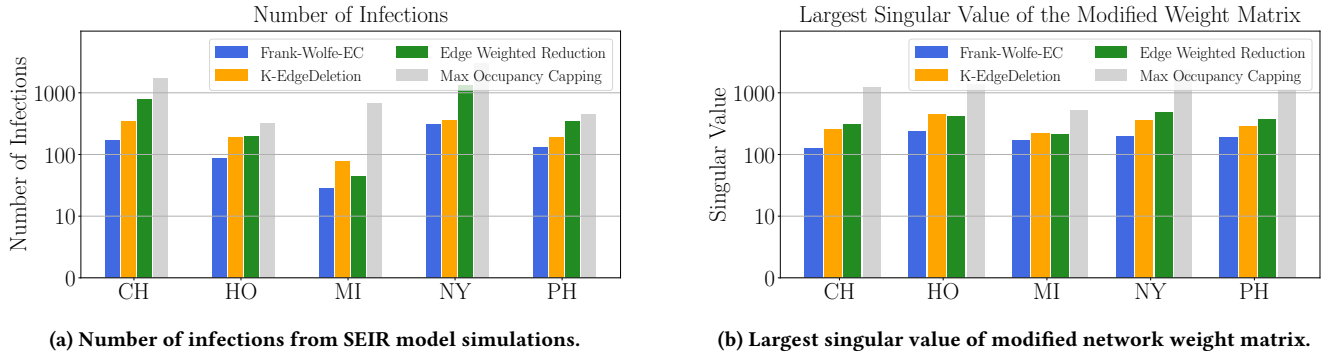 Number of Infections
Frank-Wolfe-EC
K-EdgeDeletion
Edge Weighted Reduction
Max Occupancy Capping
Number of Infections
1000
100
10
0
CH HO MI NY PH
(a) Number of infections from SEIR model simulations.
Largest Singular Value of the Modified Weight Matrix
Frank-Wolfe-EC
K-EdgeDeletion
Edge Weighted Reduction
Max Occupancy Capping
Singular Value
1000
100
10
0
CH HO MI NY PH
(b) Largest singular value of modified network weight matrix.